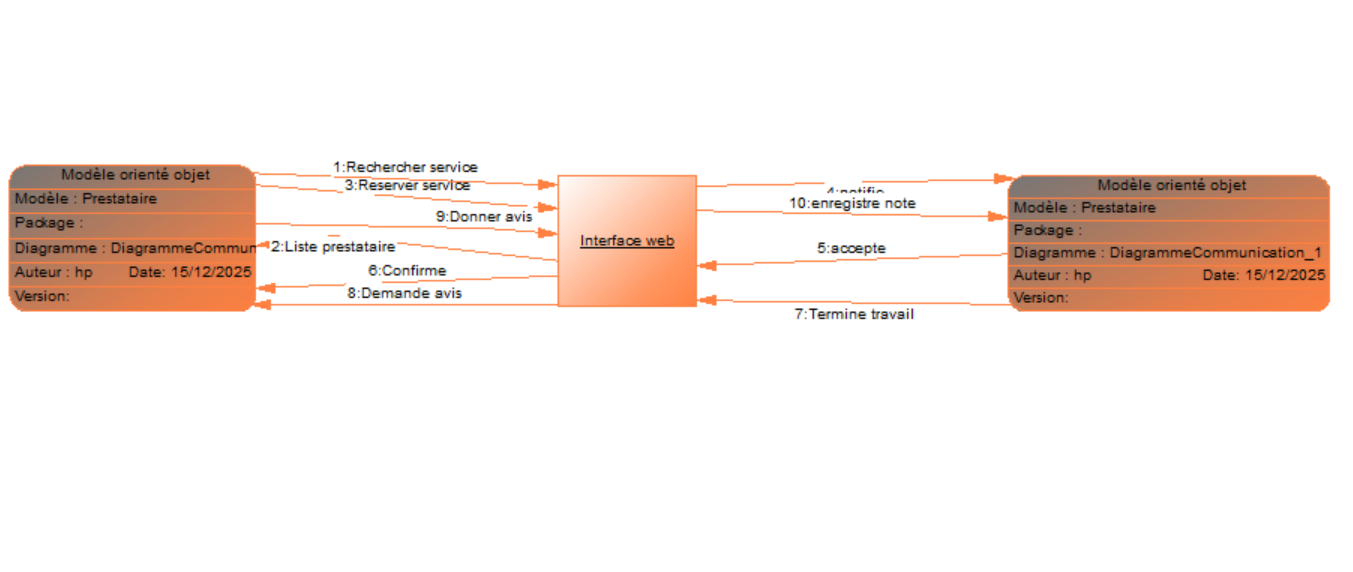 Modèle orienté objet
Modèle : Prestataire
Package :
Diagramme : DiagrammeCommun
Auteur : hp Date: 15/12/2025
Version:
1:Rechercher service
3:Reserver service
9:Donner avis
2:Liste prestataire
6:Confirme
8:Demande avis
Interface web
4:notifie
10:enregistre note
5:accepte
7:Termine travail
Modèle orienté objet
Modèle : Prestataire
Package :
Diagramme : DiagrammeCommunication_1
Auteur : hp Date: 15/12/2025
Version: